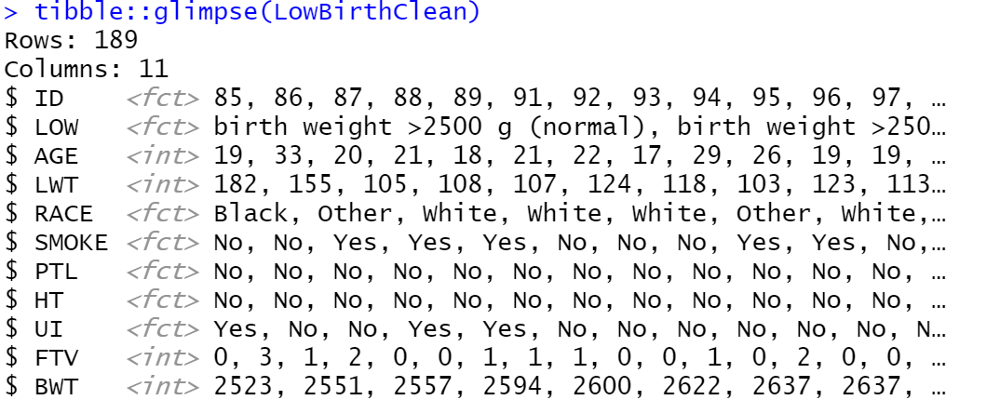 > tibble::glimpse(LowBirthClean)
Rows: 189
Columns: 11
$ ID    <fct> 85, 86, 87, 88, 89, 91, 92, 93, 94, 95, 96, 97, …
$ LOW   <fct> birth weight >2500 g (normal), birth weight >250…
$ AGE   <int> 19, 33, 20, 21, 18, 21, 22, 17, 29, 26, 19, 19, …
$ LWT   <int> 182, 155, 105, 108, 107, 124, 118, 103, 123, 113…
$ RACE  <fct> Black, Other, White, White, White, Other, White,…
$ SMOKE <fct> No, No, Yes, Yes, Yes, No, No, No, Yes, Yes, No,…
$ PTL   <fct> No, No, No, No, No, No, No, No, No, No, No, No, …
$ HT    <fct> No, No, No, No, No, No, No, No, No, No, No, No, …
$ UI    <fct> Yes, No, No, Yes, Yes, No, No, No, No, No, No, N…
$ FTV   <int> 0, 3, 1, 2, 0, 0, 1, 1, 1, 0, 0, 1, 0, 2, 0, 0, …
$ BWT   <int> 2523, 2551, 2557, 2594, 2600, 2622, 2637, 2637, …